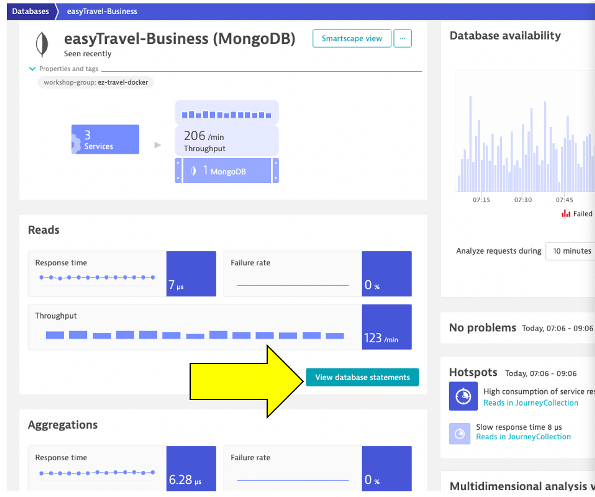 Databases
easyTravel-Business
easyTravel-Business (MongoDB)
Seen recently
Smartscape view
...
Properties and tags
workshop-group: ez-travel-docker
3
Services
206 /min
Throughput
1 MongoDB
Reads
Response time
7 µs
Failure rate
0 %
Throughput
123 /min
View database statements
Aggregations
Response time
6.28 µs
Failure rate
0 %
Database availability
07:15
07:30
07:45
Failed
Analyze requests during
10 minutes
No problems Today, 07:06 - 09:06
Hotspots Today, 07:06 - 09:06
High consumption of service res
Reads in JourneyCollection
Slow response time 8 µs
Reads in JourneyCollection
Multidimensional analysis v